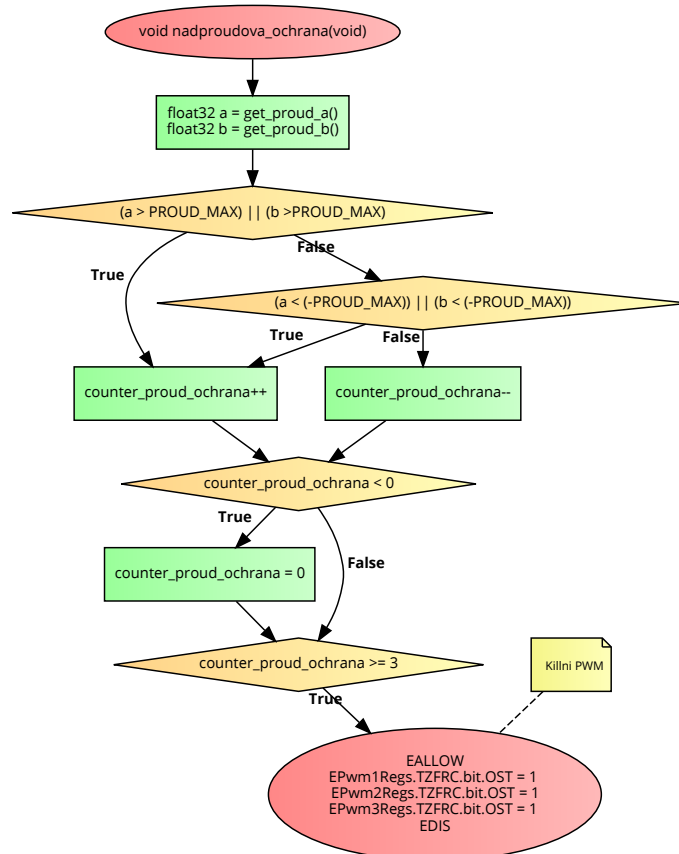 void nadproudova_ochrana(void)
float32 a = get_proud_a()
float32 b = get_proud_b()
(a > PROUD_MAX) || (b >PROUD_MAX)
False
True
(a < (-PROUD_MAX)) || (b < (-PROUD_MAX))
True
False
counter_proud_ochrana++
counter_proud_ochrana--
counter_proud_ochrana < 0
True
False
counter_proud_ochrana = 0
counter_proud_ochrana >= 3
Killni PWM
True
EALLOW
EPwm1Regs.TZFRC.bit.OST = 1
EPwm2Regs.TZFRC.bit.OST = 1
EPwm3Regs.TZFRC.bit.OST = 1
EDIS